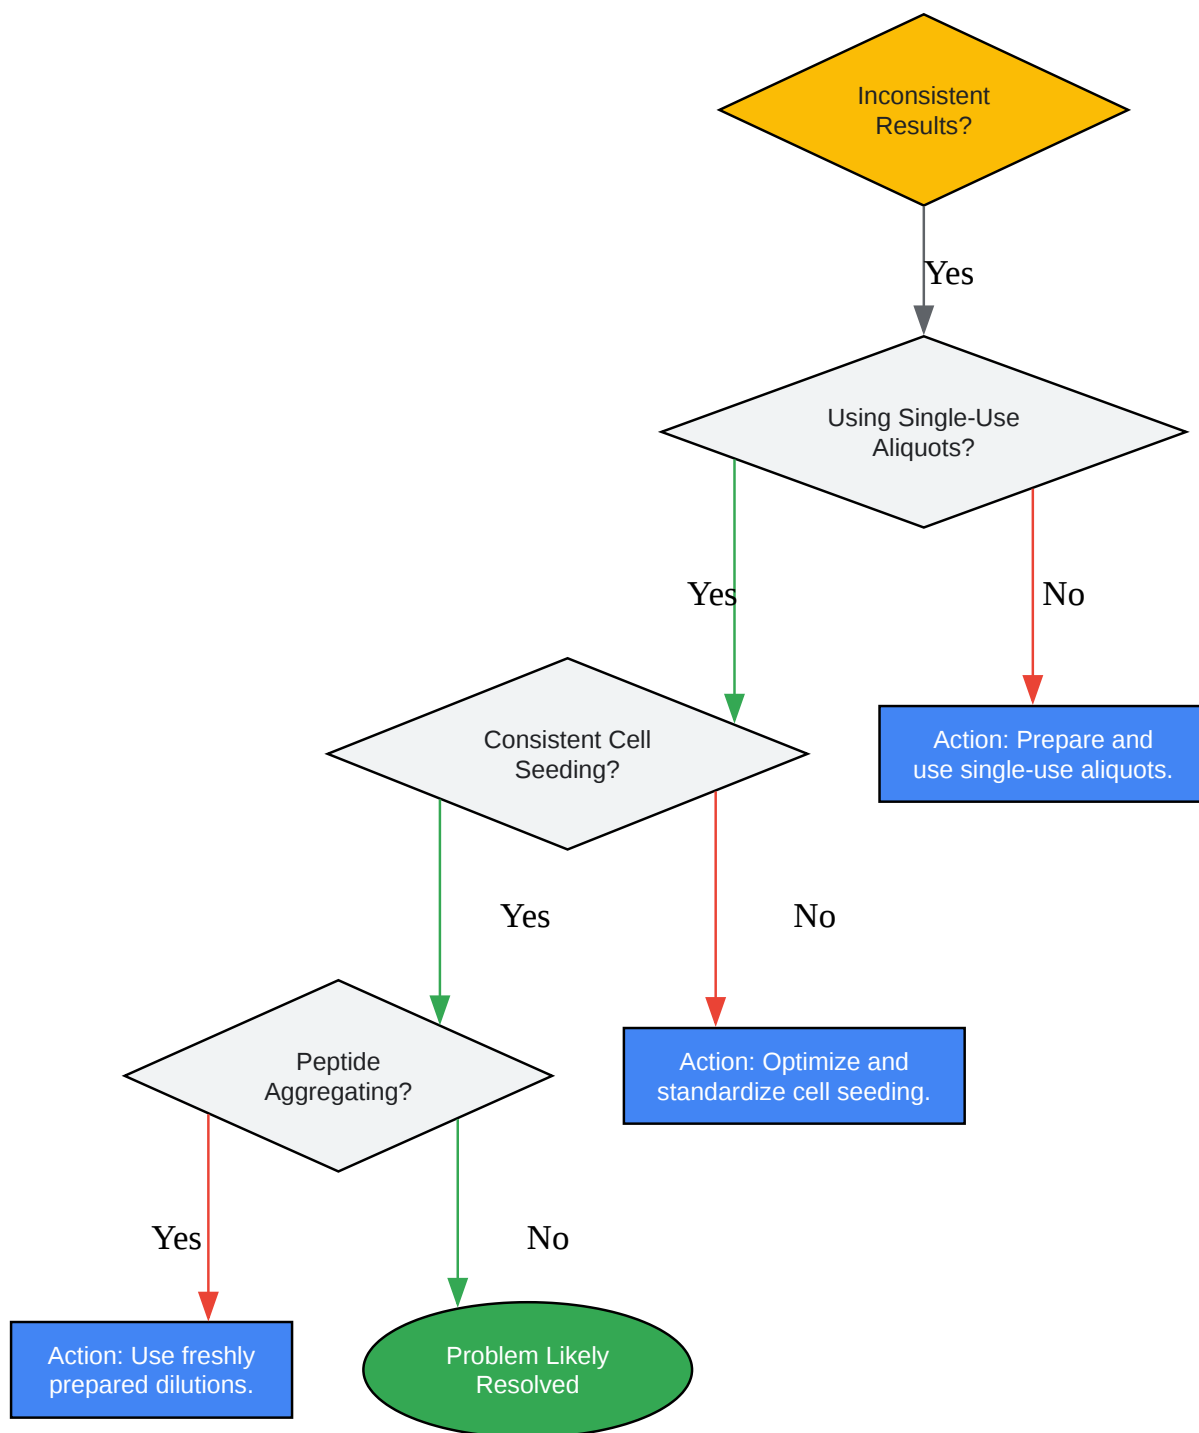 Inconsistent
Results?
Yes
Using Single-Use
Aliquots?
Yes
No
Consistent Cell
Seeding?
Action: Prepare and
use single-use aliquots.
Yes
No
Peptide
Aggregating?
Action: Optimize and
standardize cell seeding.
Yes
No
Action: Use freshly
prepared dilutions.
Problem Likely
Resolved